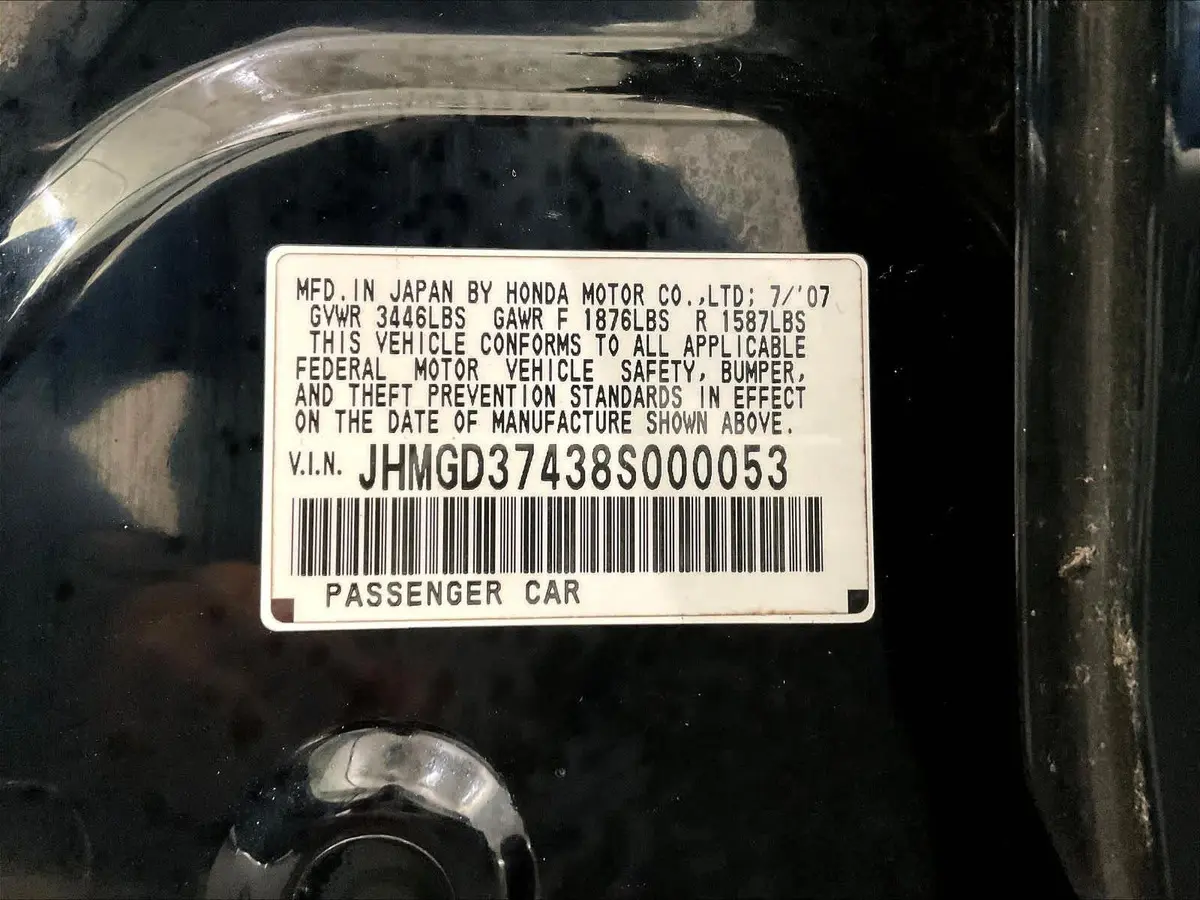 MFD. IN JAPAN BY HONDA MOTOR CO.,LTD; 7/'07
GVWR 3446LBS GAWR F 1876LBS R 1587LBS
THIS VEHICLE CONFORMS TO ALL APPLICABLE
FEDERAL MOTOR VEHICLE SAFETY, BUMPER,
AND THEFT PREVENTION STANDARDS IN EFFECT
ON THE DATE OF MANUFACTURE SHOWN ABOVE.
V.I.N. JHMGD37438S000053
PASSENGER CAR